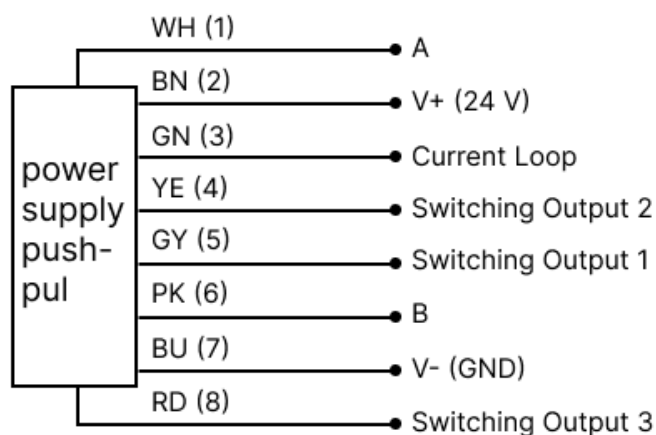 WH (1)
A
BN (2)
V+ (24 V)
GN (3)
Current Loop
YE (4)
Switching Output 2
GY (5)
Switching Output 1
PK (6)
B
BU (7)
V- (GND)
RD (8)
Switching Output 3
power
supply
push-
pul